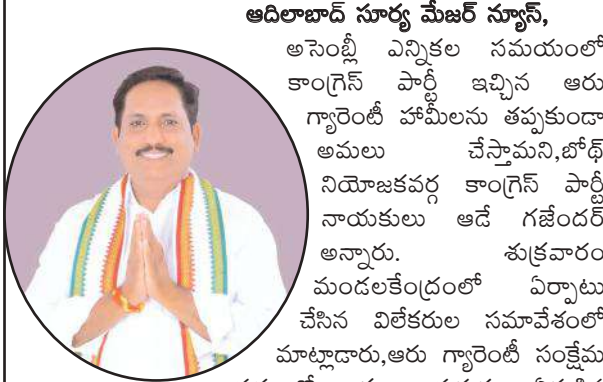 ఆదిలాబాద్ సూర్య మేజర్ న్యూస్,
అసెంబ్లీ ఎన్నికల సమయంలో
కాంగ్రెస్ పార్టీ ఇచ్చిన ఆరు
గ్యారెంటీ హామీలను తప్పకుండా
అమలు చేస్తామని,బోథ్
నియోజకవర్గ కాంగ్రెస్ పార్టీ
నాయకులు ఆడే గజేందర్
అన్నారు. శుక్రవారం
మండలకేంద్రంలో ఏర్పాటు
చేసిన విలేకరుల సమావేశంలో
మాట్లాడారు,ఆరు గ్యారెంటీ సంక్షేమ